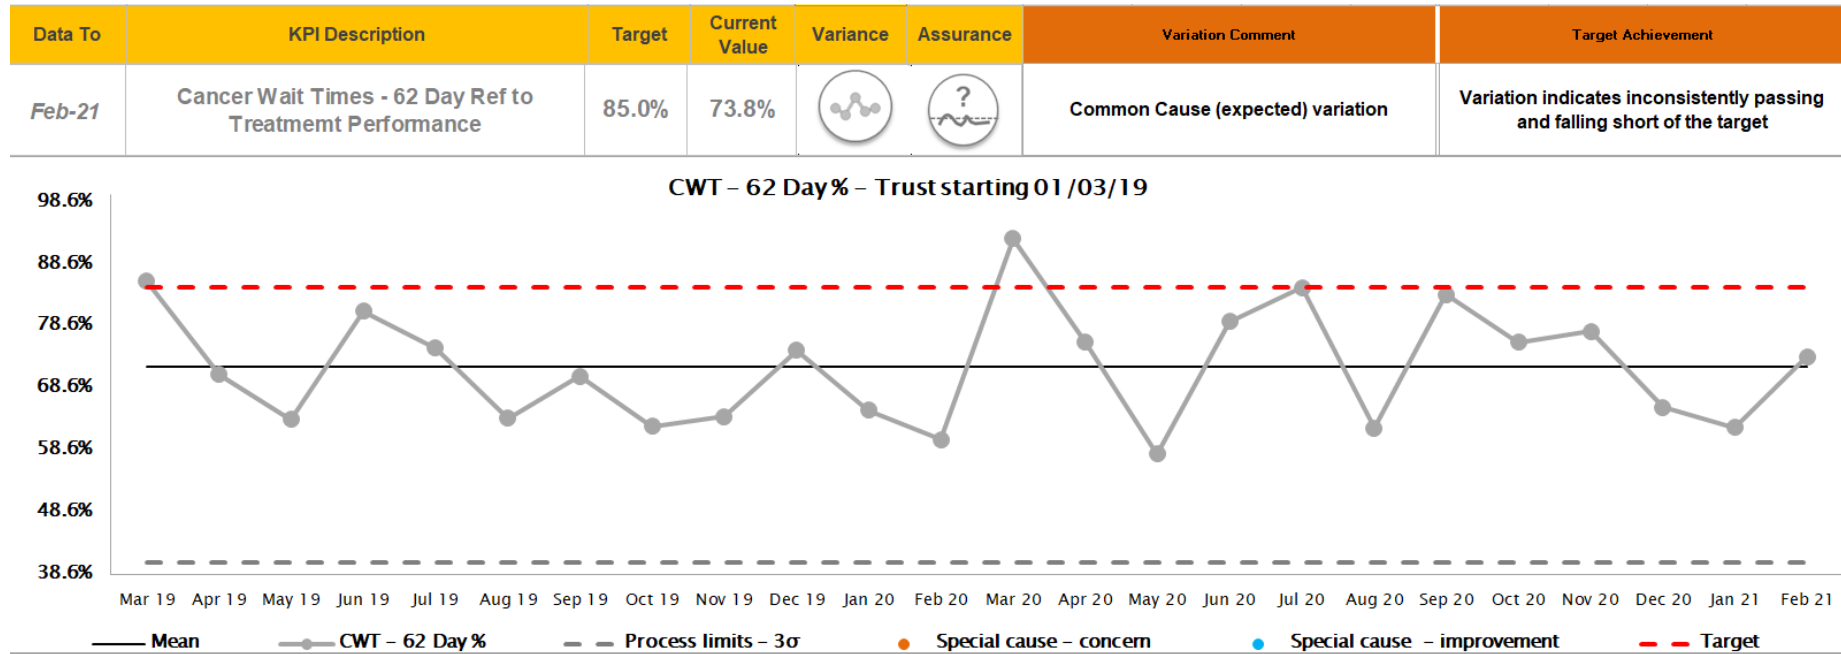 Data To
KPI Description
Target
Current
Value
Variance
Assurance
Variation Comment
Target Achievement
Feb-21
Cancer Wait Times - 62 Day Ref to
Treatmemt Performance
85.0%
73.8%
?
Common Cause (expected) variation
Variation indicates inconsistently passing
and falling short of the target
CWT – 62 Day % – Trust starting 01/03/19
98.6%
88.6%
78.6%
68.6%
58.6%
48.6%
38.6%
Mar 19 Apr 19 May 19 Jun 19 Jul 19 Aug 19 Sep 19 Oct 19 Nov 19 Dec 19 Jan 20 Feb 20 Mar 20 Apr 20 May 20 Jun 20 Jul 20 Aug 20 Sep 20 Oct 20 Nov 20 Dec 20 Jan 21 Feb 21
Mean CWT – 62 Day % Process limits – 3σ Special cause – concern Special cause – improvement Target